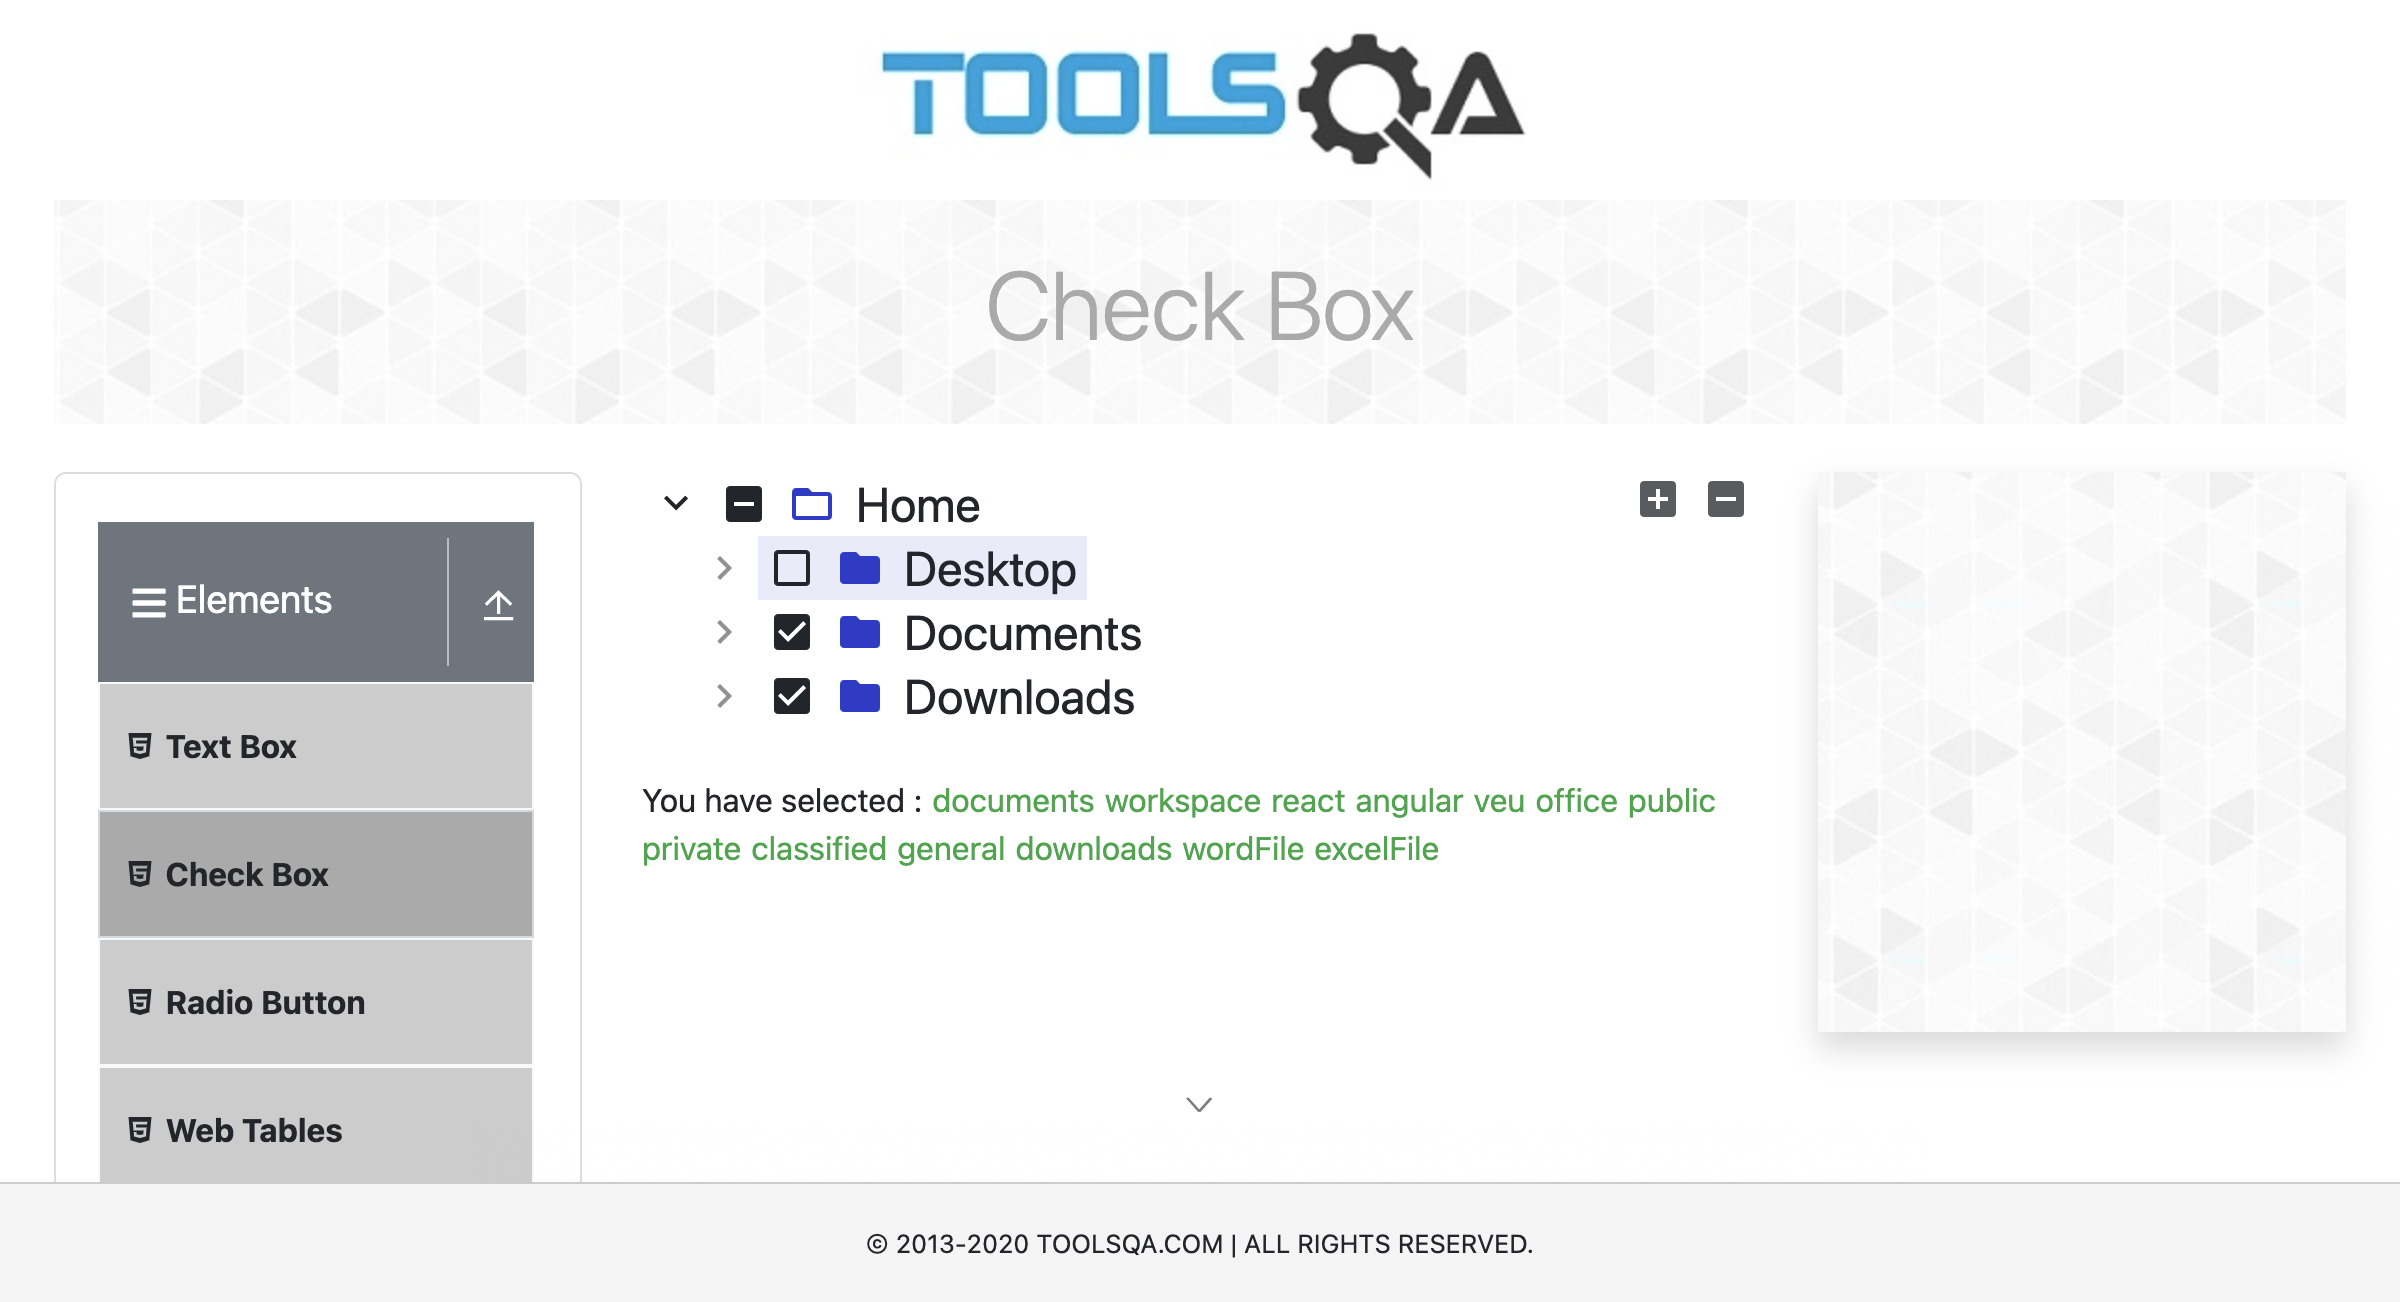 TOOLSQA
Check Box
Elements
Text Box
Check Box
Radio Button
Web Tables
Home
Desktop
Documents
Downloads
You have selected : documents workspace react angular veu office public
private classified general downloads wordFile excelFile
© 2013-2020 TOOLSQA.COM | ALL RIGHTS RESERVED.